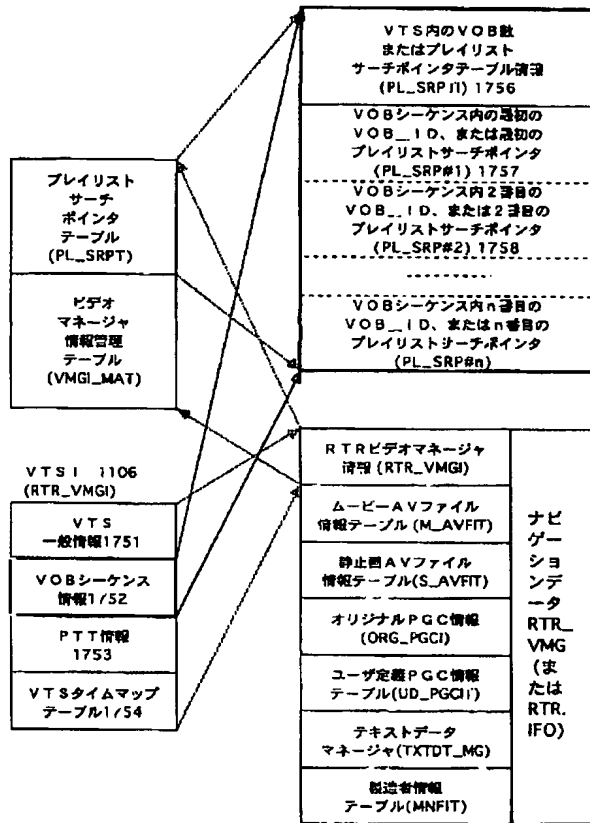 VTS内のVOB数
またはプレイリスト
サーチポインタテーブル情報
(PL_SRPTI) 1756
VOBシーケンス内の最初の
VOB__ID、または最初の
プレイリストサーチポインタ
(PL_SRP#1) 1757
VOBシーケンス内2番目の
VOB__ID、または2番目の
プレイリストサーチポインタ
(PL_SRP#2) 1758
VOBシーケンス内n番目の
VOB__ID、またはn番目の
プレイリストサーチポインタ
(PL_SRP#n)
プレイリスト
サーチ
ポインタ
テーブル
(PL_SRPT)
ビデオ
マネージャ
情報管理
テーブル
(VMGI_MAT)
VTSI 1106
(RTR_VMGI)
VTS
一般情報1751
VOBシーケンス
情報1752
PTT情報
1753
VTSタイムマップ
テーブル1754
RTRビデオマネージャ
情報 (RTR_VMGI)
ムービーAVファイル
情報テーブル (M_AVFIT)
静止画AVファイル
情報テーブル(S_AVFIT)
オリジナルPGC情報
(ORG_PGCI)
ユーザ定義PGC情報
テーブル(UD_PGCIT)
テキストデータ
マネージャ(TXTDT_MG)
製造者情報
テーブル(MNFIT)
ナビ
ゲー
ショ
ンデ
ータ
RTR_
VMG
(ま
たは
RTR.
IFO)